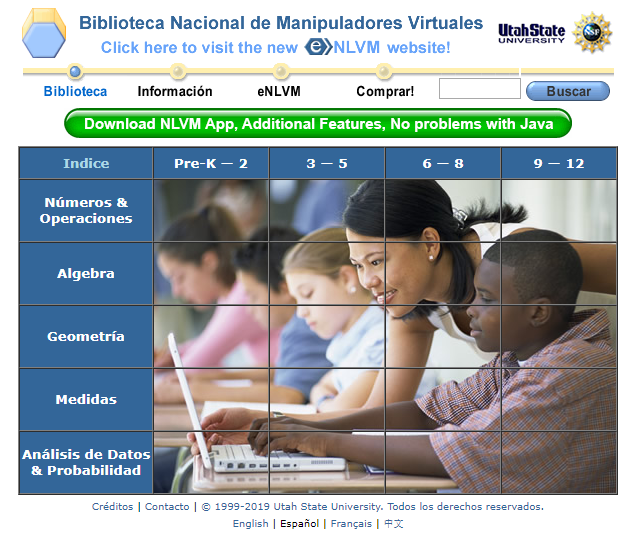 Biblioteca Nacional de Manipuladores Virtuales
Click here to visit the new eNLVM website!
UtahState
UNIVERSITY
NSF
Biblioteca Información eNLVM Comprar! Buscar
Download NLVM App, Additional Features, No problems with Java
Indice Pre-K — 2 3 — 5 6 — 8 9 — 12
Números &
Operaciones
Algebra
Geometría
Medidas
Análisis de Datos
& Probabilidad
Créditos | Contacto | © 1999-2019 Utah State University. Todos los derechos reservados.
English | Español | Français | 中文